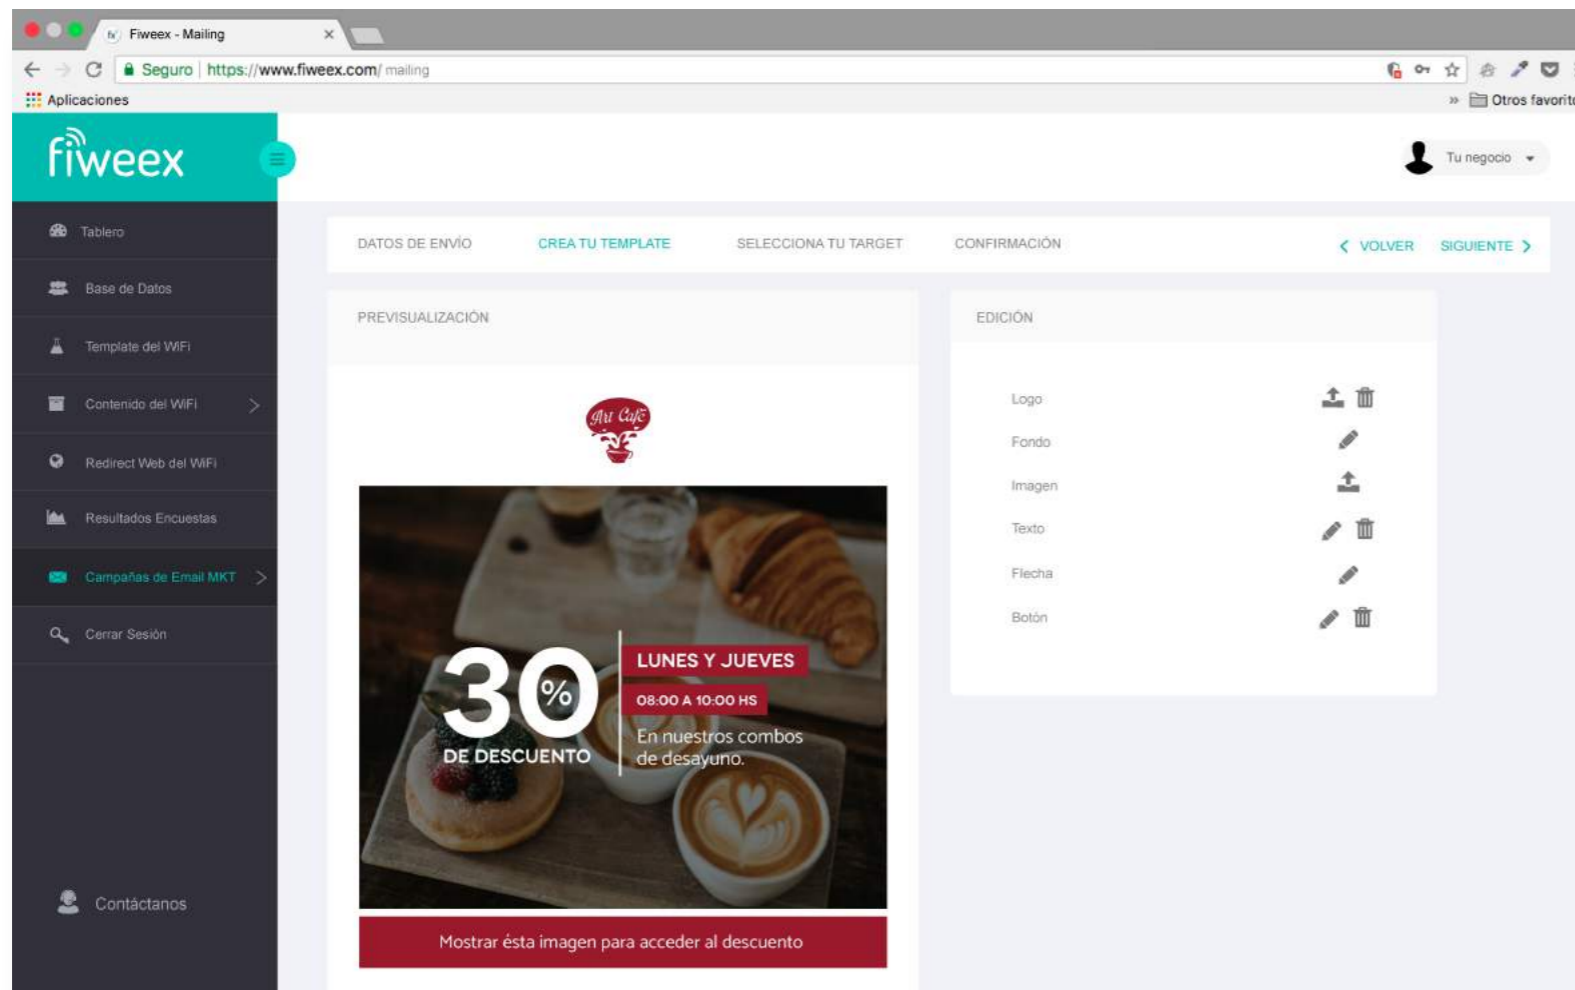 Fiweex - Mailing
Seguro | https://www.fiweex.com/ mailing
Aplicaciones
» Otros favorito
fiweex
Tu negocio
Tablero
DATOS DE ENVÍO CREA TU TEMPLATE SELECCIONA TU TARGET CONFIRMACIÓN VOLVER SIGUIENTE
Base de Datos
Template del WiFi
Contenido del WiFi
Redirect Web del WiFi
Resultados Encuestas
Campañas de Email MKT
Cerrar Sesión
Contáctanos
PREVISUALIZACIÓN
Art Cafe
30%
DE DESCUENTO
LUNES Y JUEVES
08:00 A 10:00 HS
En nuestros combos
de desayuno.
Mostrar ésta imagen para acceder al descuento
EDICIÓN
Logo
Fondo
Imagen
Texto
Flecha
Botón